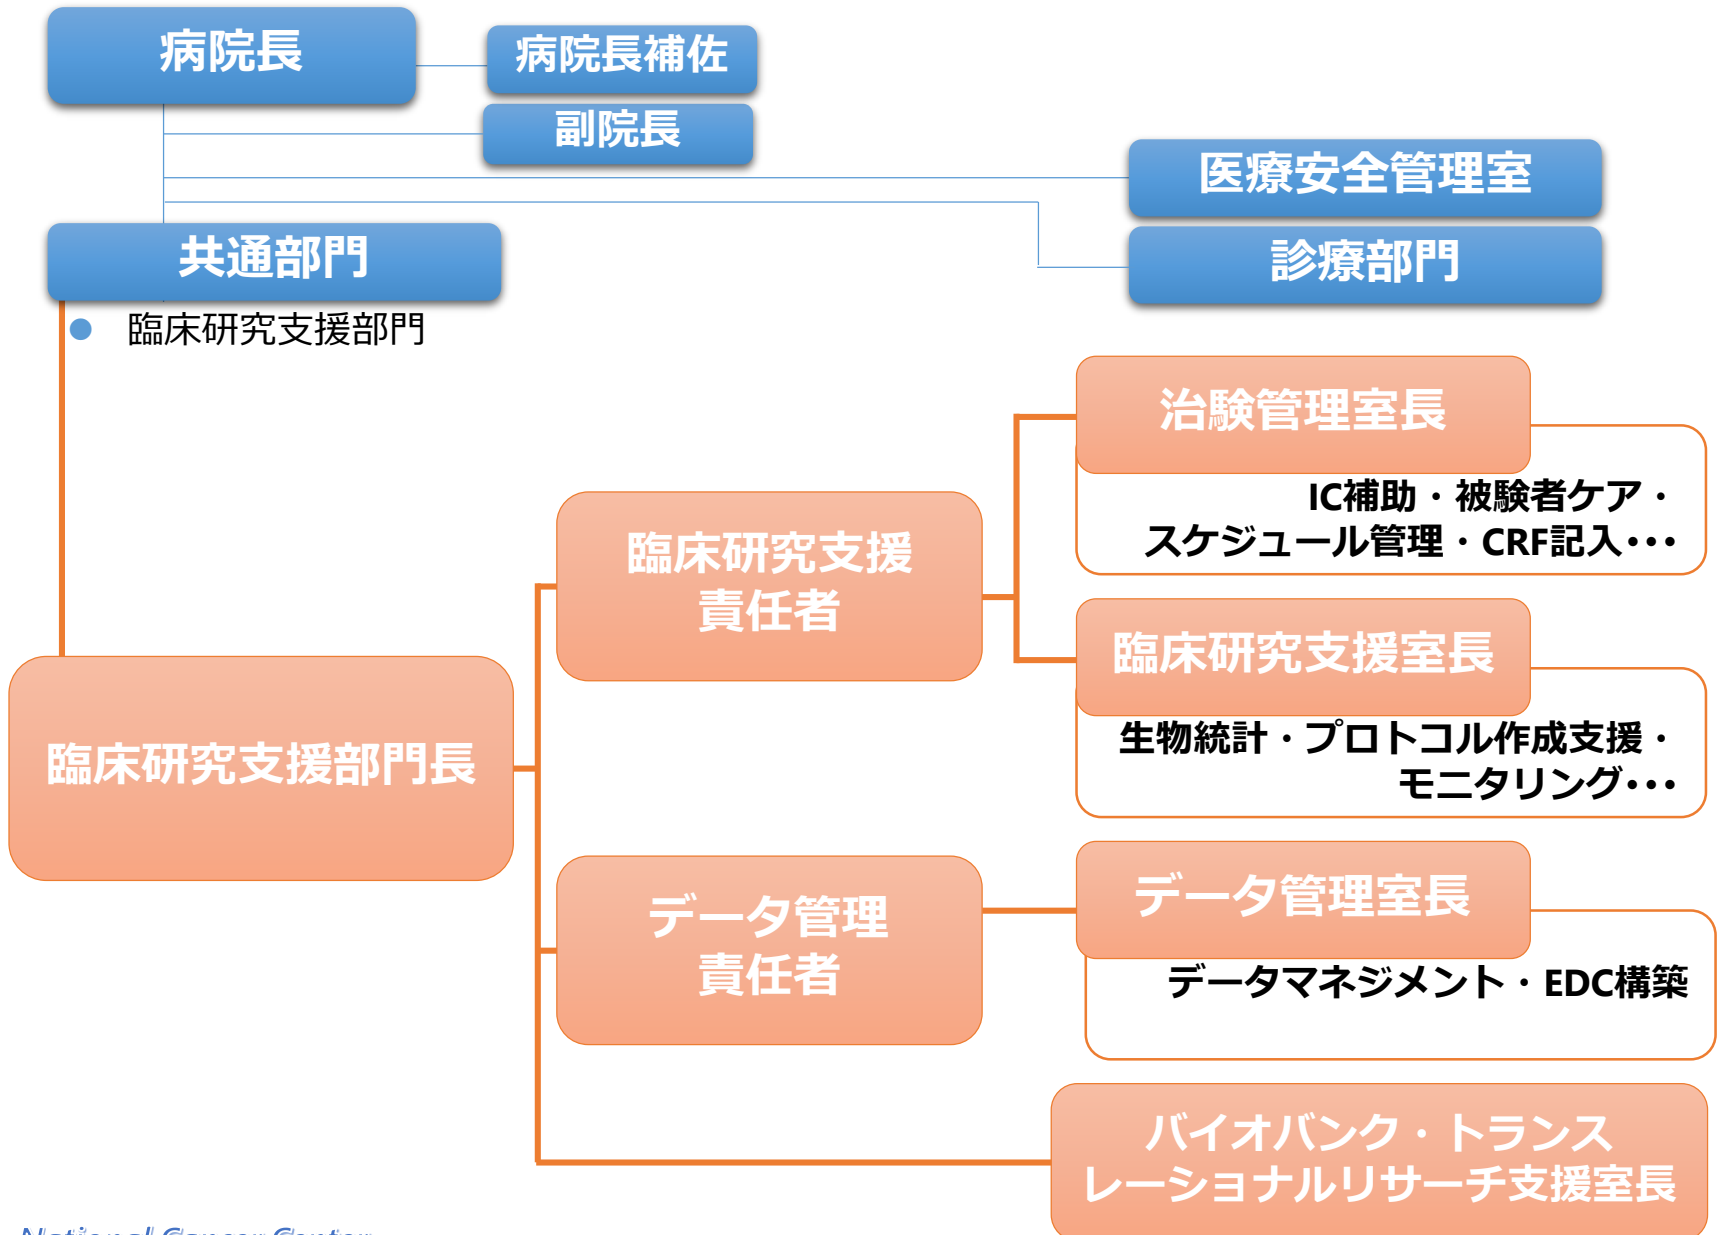 病院長
病院長補佐
副院長
医療安全管理室
共通部門
診療部門
● 臨床研究支援部門
治験管理室長
IC補助・被験者ケア・
スケジュール管理・CRF記入･･･
臨床研究支援
責任者
臨床研究支援室長
生物統計・プロトコル作成支援・
モニタリング･･･
臨床研究支援部門長
データ管理
責任者
データ管理室長
データマネジメント・EDC構築
バイオバンク・トランス
レーショナルリサーチ支援室長
National Cancer Center